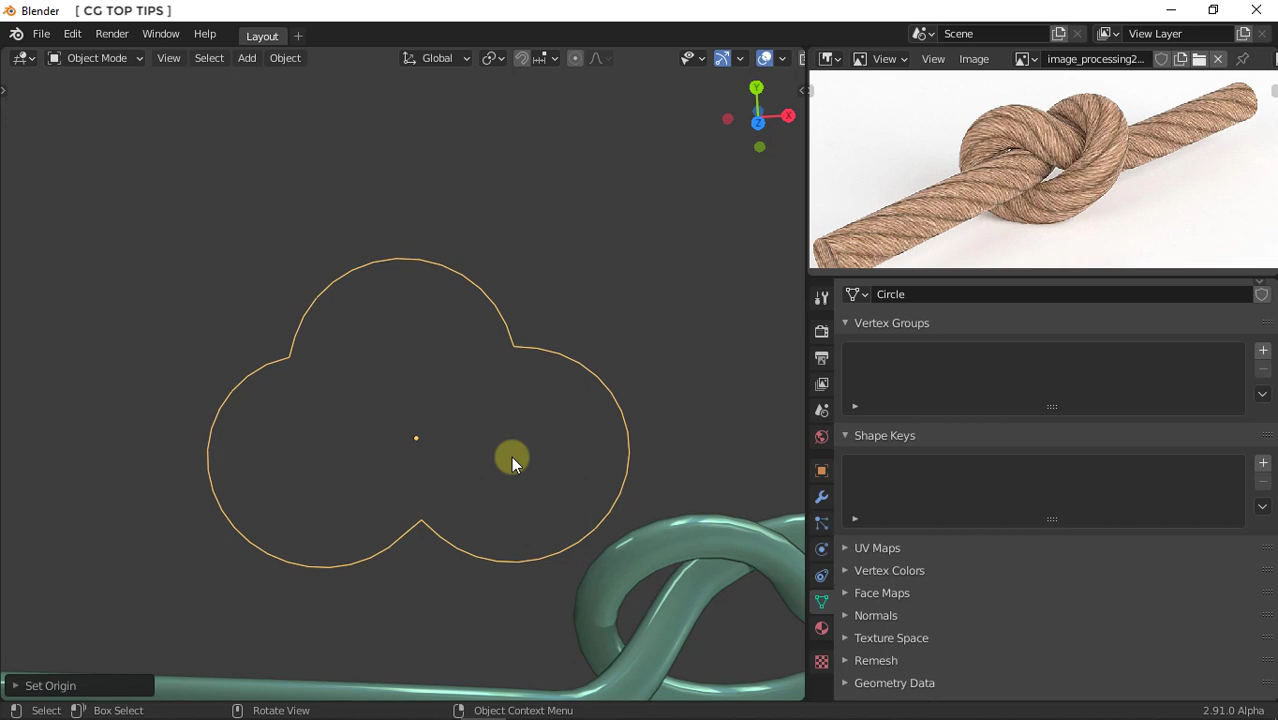 Blender [ CG TOP TIPS ]
File Edit Render Window Help Layout + Scene View Layer
Object Mode View Select Add Object Global View View Image image_processing2...
Y
X
Z
Circle
Vertex Groups
Shape Keys
UV Maps
Vertex Colors
Face Maps
Normals
Texture Space
Remesh
Geometry Data
Set Origin
Select Box Select Rotate View Object Context Menu 2.91.0 Alpha